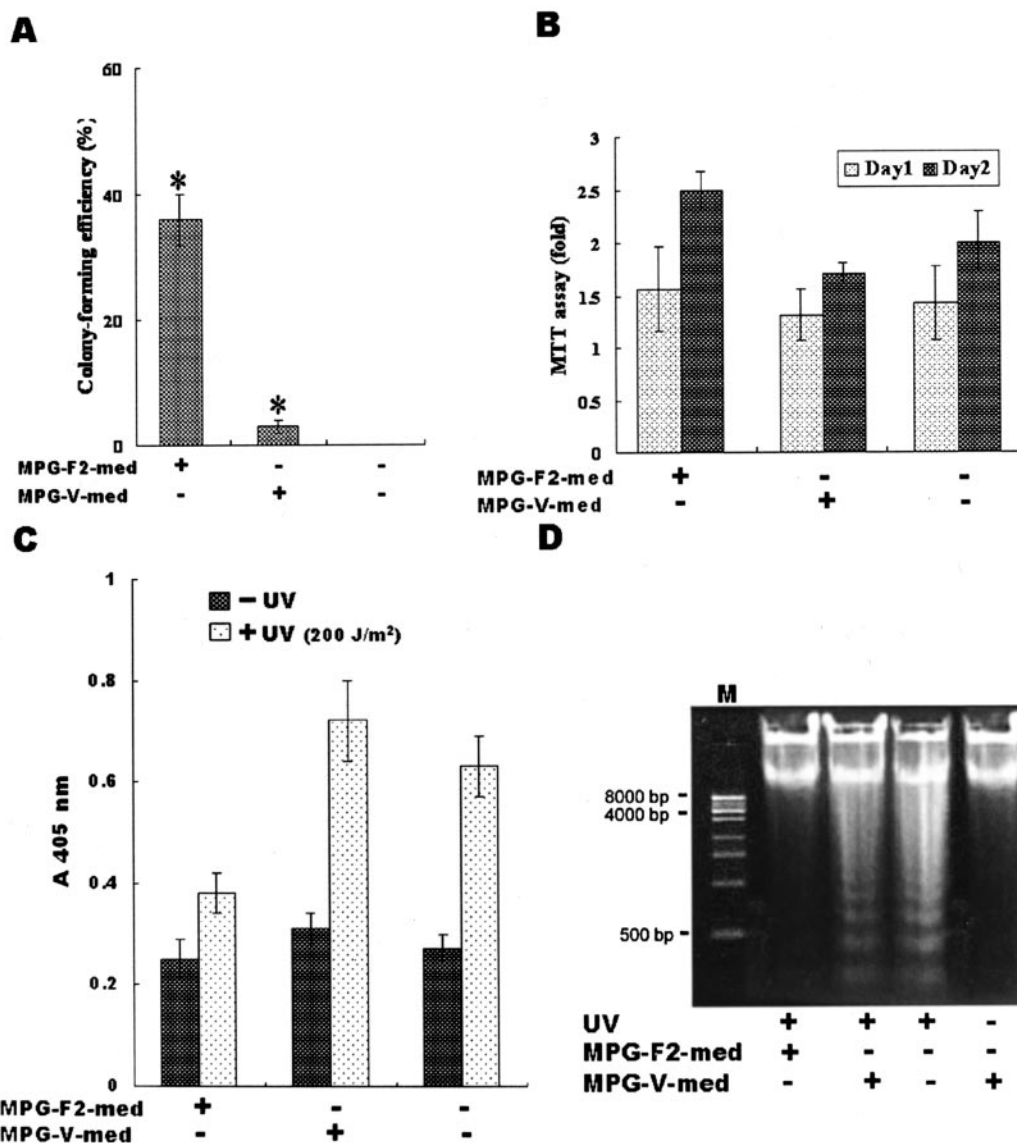 A
60
40
20
0
Colony-forming efficiency (%)
*
*
MPG-F2-med + - -
MPG-V-med - + -
B
3
2.5
2
1.5
1
0.5
0
MTT assay (fold)
Day1 Day2
MPG-F2-med + - -
MPG-V-med - + -
C
1
0.8
0.6
0.4
0.2
0
A 405 nm
- UV
+ UV (200 J/m²)
MPG-F2-med + - -
MPG-V-med - + -
D
M
8000 bp -
4000 bp -
500 bp -
UV + + + -
MPG-F2-med + - - -
MPG-V-med - + - +